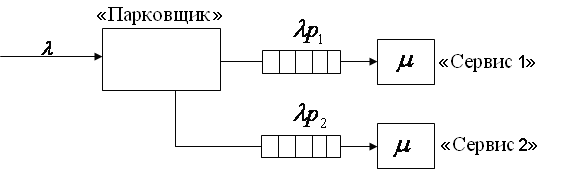 «Парковщик»
λ
λp₁
μ
«Сервис 1»
λp₂
μ
«Сервис 2»